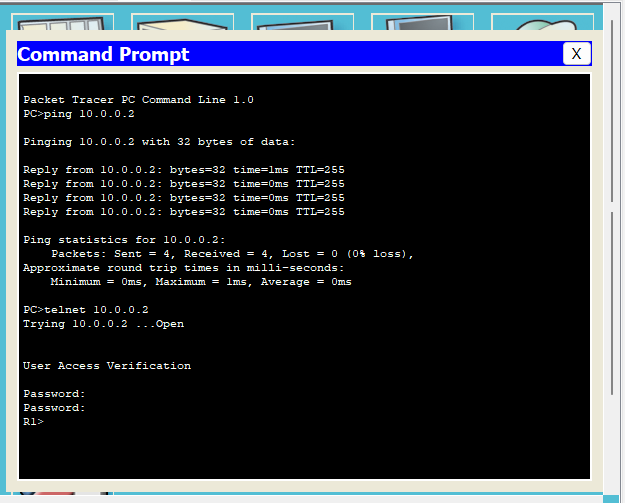 Command Prompt
X
Packet Tracer PC Command Line 1.0
PC>ping 10.0.0.2
Pinging 10.0.0.2 with 32 bytes of data:
Reply from 10.0.0.2: bytes=32 time=1ms TTL=255
Reply from 10.0.0.2: bytes=32 time=0ms TTL=255
Reply from 10.0.0.2: bytes=32 time=0ms TTL=255
Reply from 10.0.0.2: bytes=32 time=0ms TTL=255
Ping statistics for 10.0.0.2:
Packets: Sent = 4, Received = 4, Lost = 0 (0% loss),
Approximate round trip times in milli-seconds:
Minimum = 0ms, Maximum = 1ms, Average = 0ms
PC>telnet 10.0.0.2
Trying 10.0.0.2 ...Open
User Access Verification
Password:
Password:
R1>